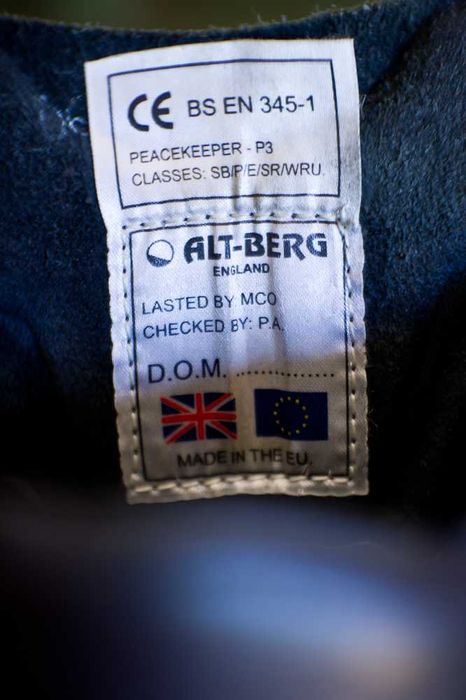 CE BS EN 345-1
PEACEKEEPER - P3
CLASSES: SB/P/E/SR/WRU.
ALT-BERG
ENGLAND
LASTED BY MCO
CHECKED BY: P.A.
D.O.M. ................
MADE IN THE EU.